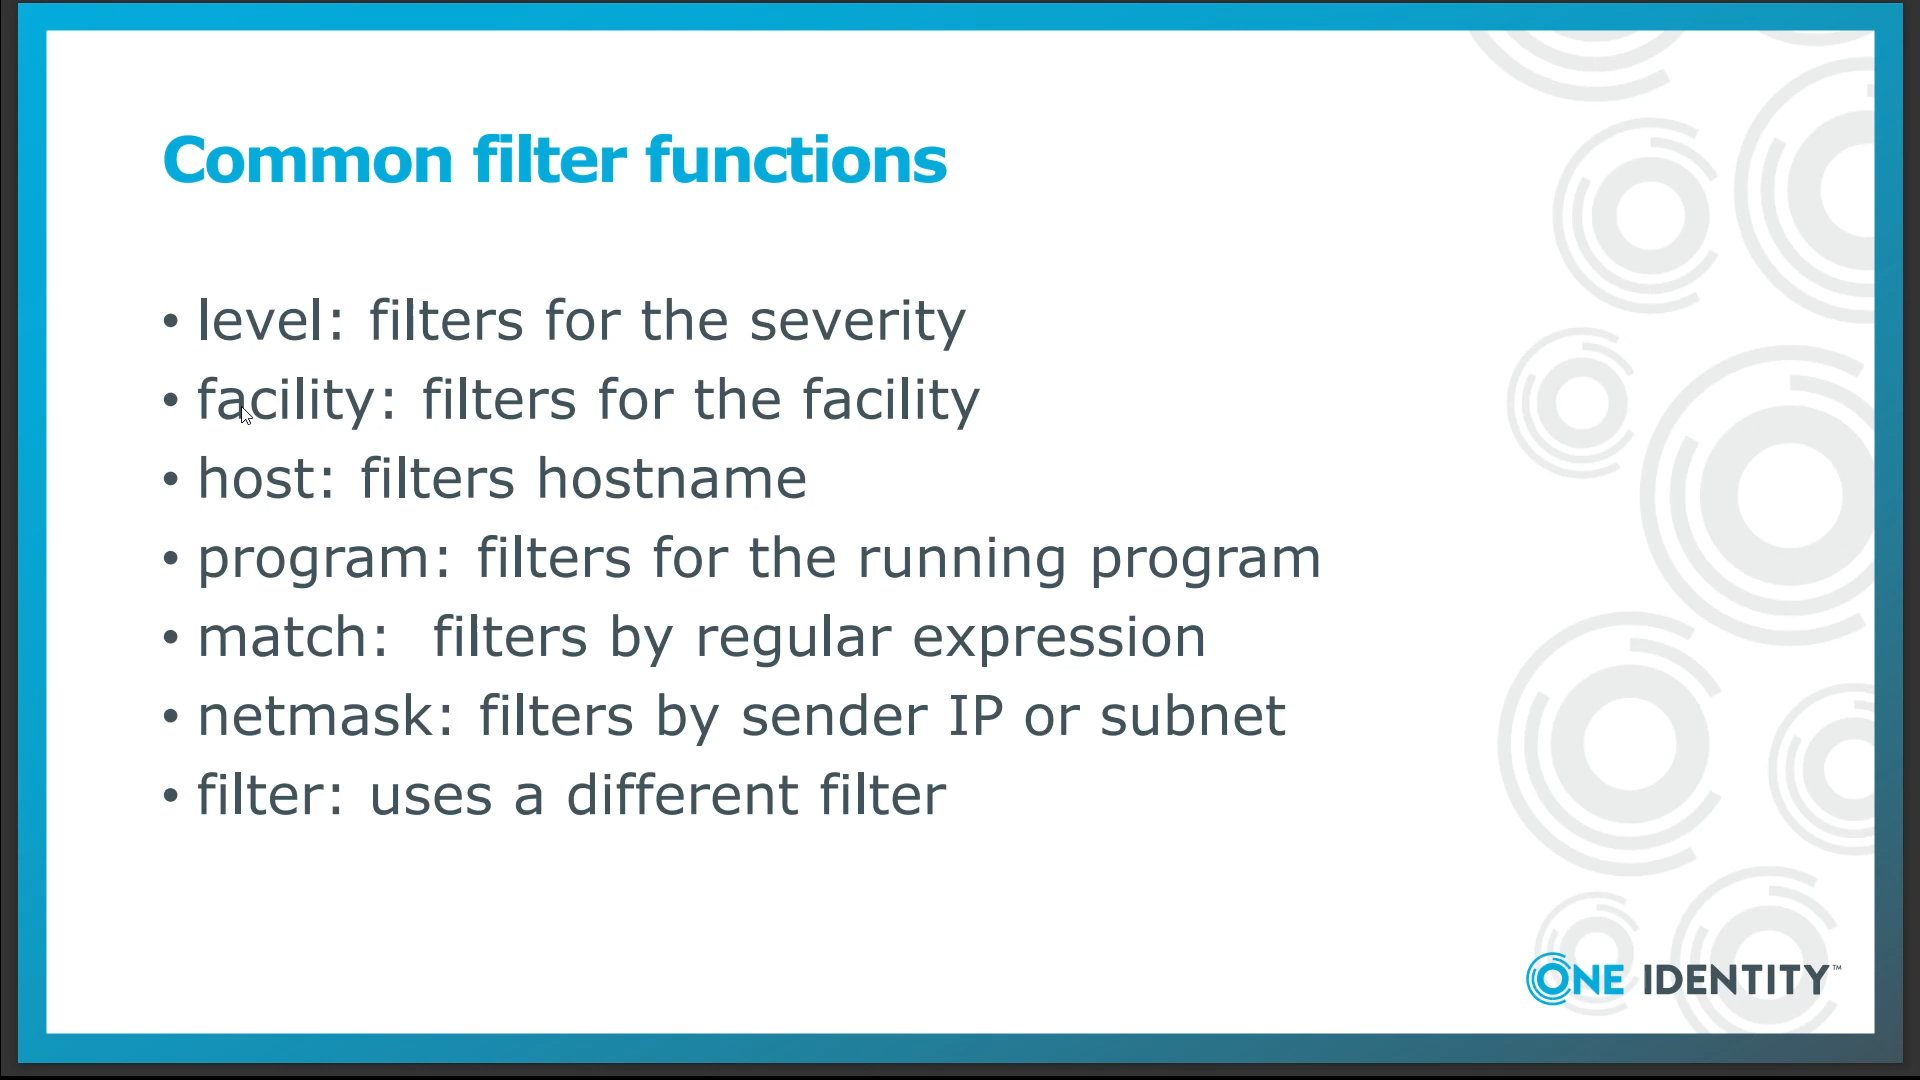 Common filter functions
• level: filters for the severity
• facility: filters for the facility
• host: filters hostname
• program: filters for the running program
• match:  filters by regular expression
• netmask: filters by sender IP or subnet
• filter: uses a different filter
ONE IDENTITY™